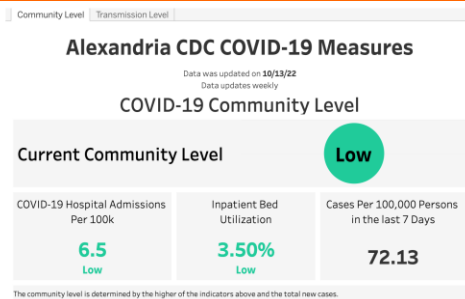 Community Level Transmission Level
Alexandria CDC COVID-19 Measures
Data was updated on 10/13/22
Data updates weekly
COVID-19 Community Level
Current Community Level Low
COVID-19 Hospital Admissions
Per 100k
6.5
Low
Inpatient Bed
Utilization
3.50%
Low
Cases Per 100,000 Persons
in the last 7 Days
72.13
The community level is determined by the higher of the indicators above and the total new cases.